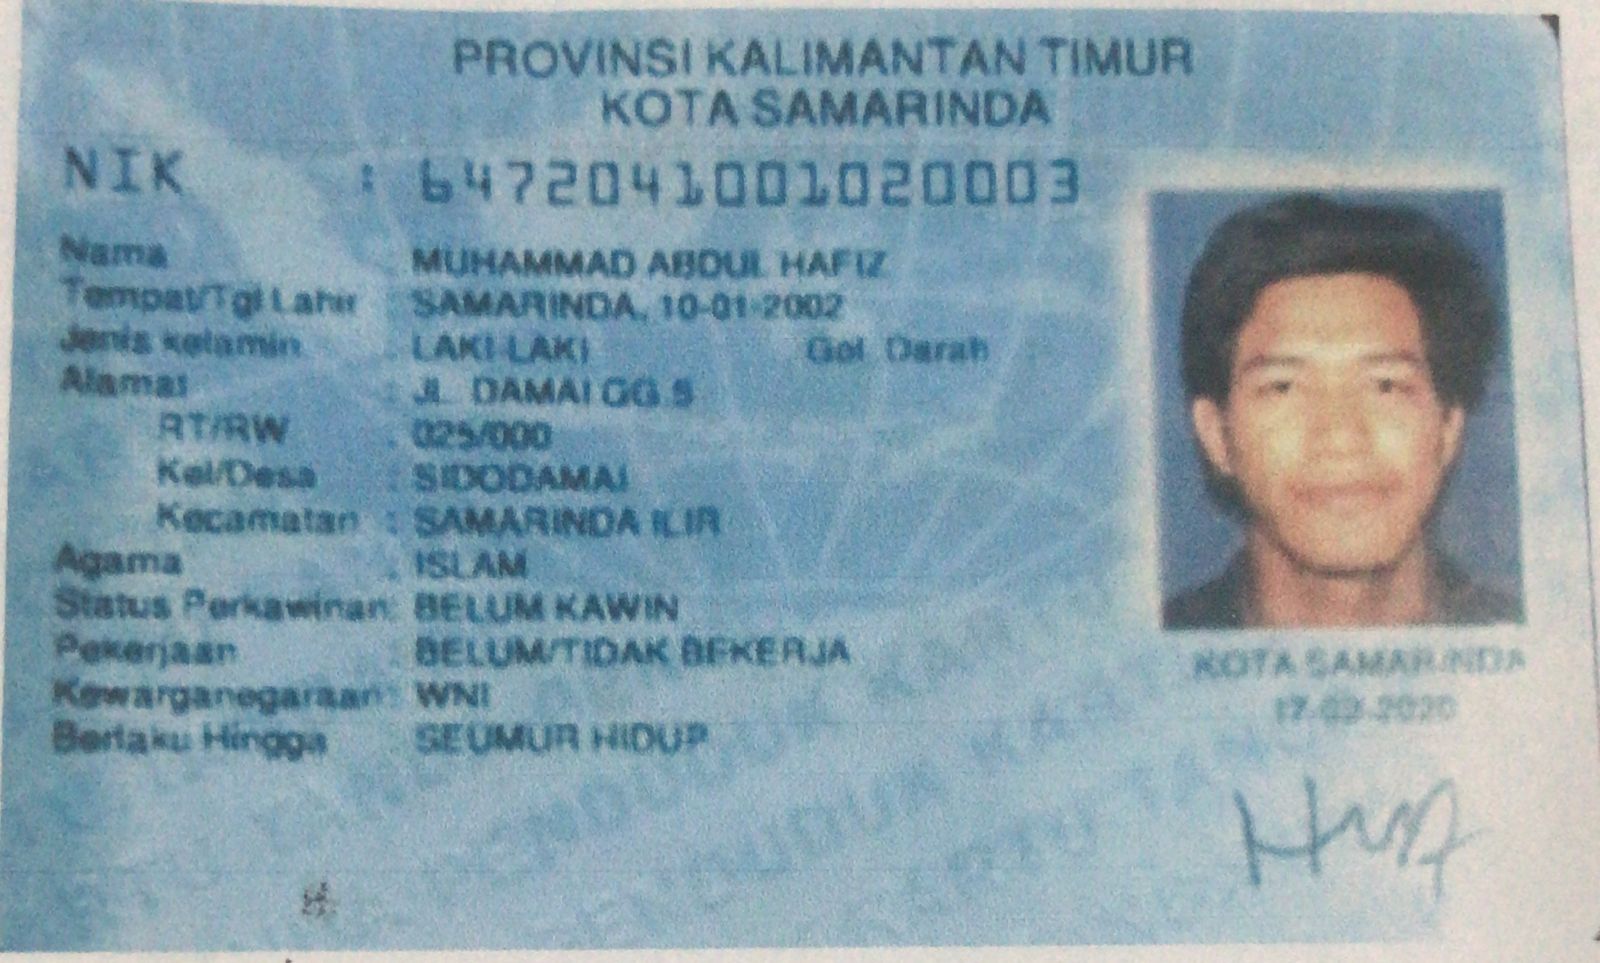 PROVINSI KALIMANTAN TIMUR
KOTA SAMARINDA
NIK : 6472041001020003
Nama : MUHAMMAD ABDUL HAFIZ
Tempat/Tgl Lahir : SAMARINDA, 10-01-2002
Jenis kelamin : LAKI-LAKI Gol. Darah
Alamat : JL. DAMAI GG.5
RT/RW : 025/000
Kel/Desa : SIDODAMAI
Kecamatan : SAMARINDA ILIR
Agama : ISLAM
Status Perkawinan: BELUM KAWIN
Pekerjaan : BELUM/TIDAK BEKERJA
Kewarganegaraan: WNI
Berlaku Hingga : SEUMUR HIDUP
KOTA SAMARINDA